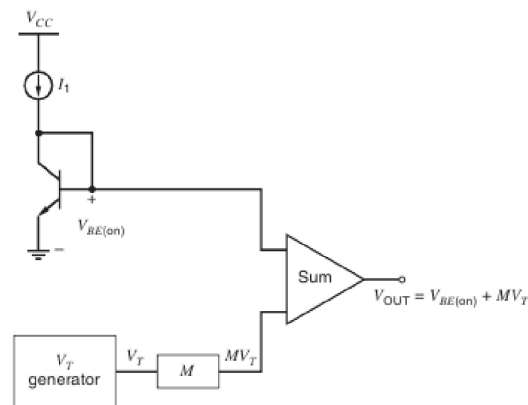 V_CC
I_1
+
V_BE(on)
−
Sum
V_OUT = V_BE(on) + MV_T
V_T generator
V_T
M
MV_T